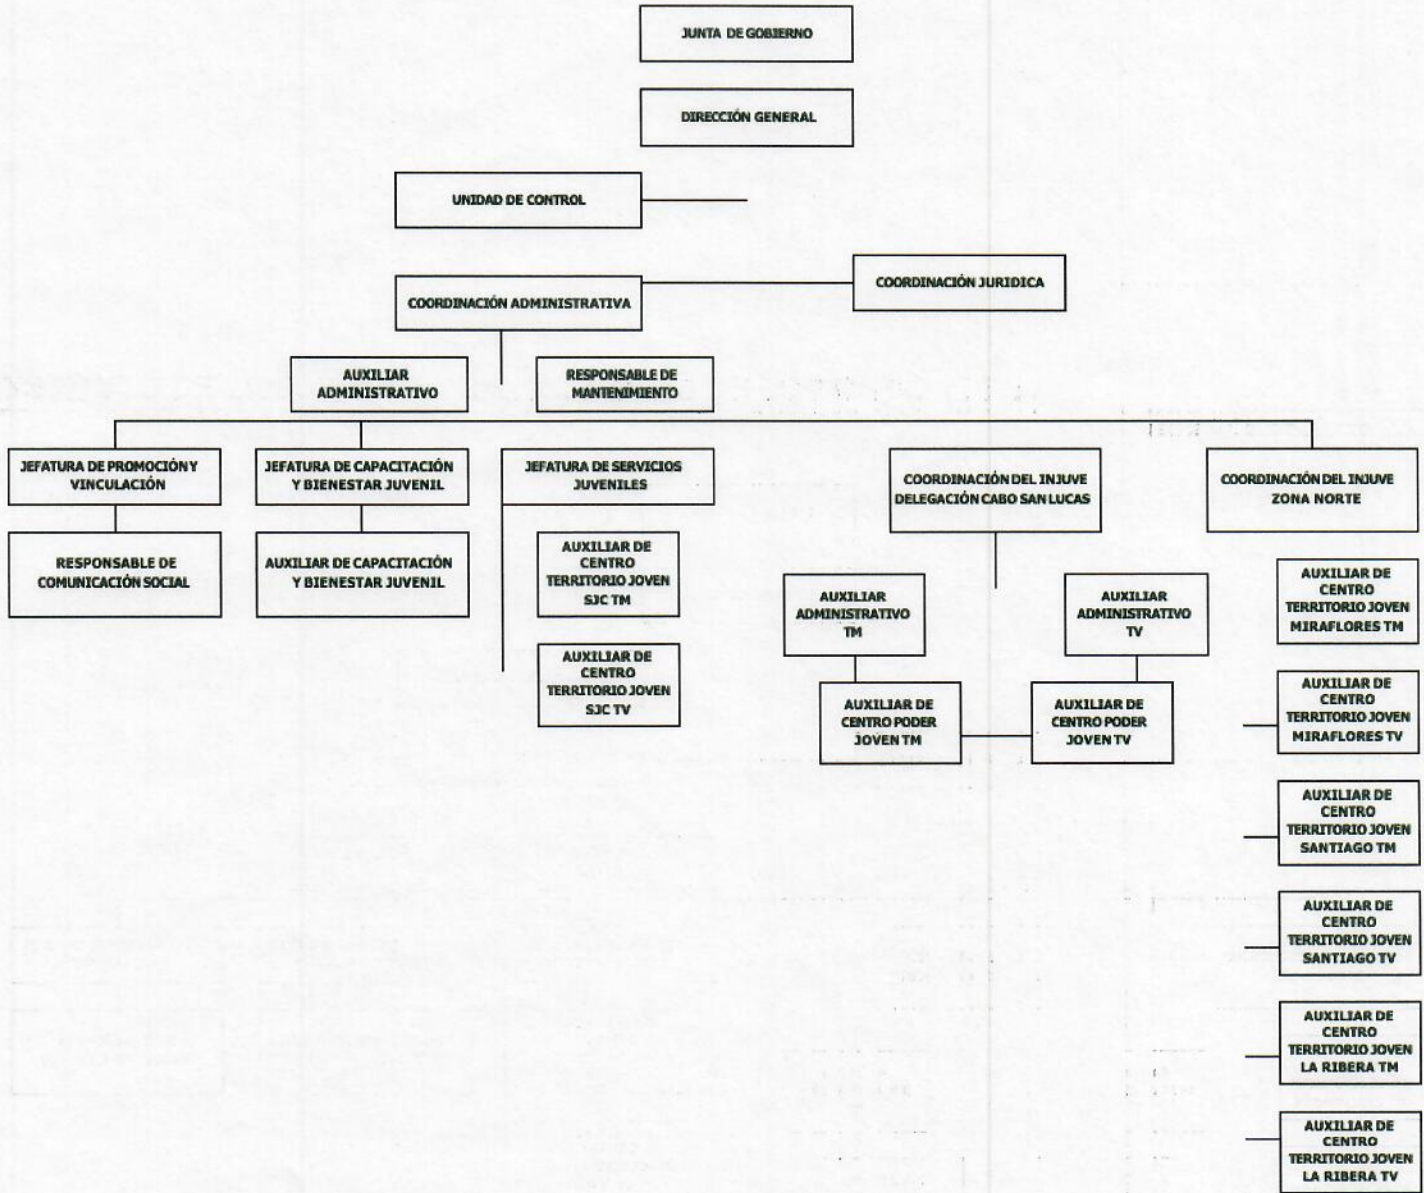 JUNTA DE GOBIERNO
DIRECCIÓN GENERAL
UNIDAD DE CONTROL
COORDINACIÓN JURIDICA
COORDINACIÓN ADMINISTRATIVA
AUXILIAR
ADMINISTRATIVO
RESPONSABLE DE
MANTENIMIENTO
JEFATURA DE PROMOCIÓN Y
VINCULACIÓN
JEFATURA DE CAPACITACIÓN
Y BIENESTAR JUVENIL
JEFATURA DE SERVICIOS
JUVENILES
COORDINACIÓN DEL INJUVE
DELEGACIÓN CABO SAN LUCAS
COORDINACIÓN DEL INJUVE
ZONA NORTE
RESPONSABLE DE
COMUNICACIÓN SOCIAL
AUXILIAR DE CAPACITACIÓN
Y BIENESTAR JUVENIL
AUXILIAR DE
CENTRO
TERRITORIO JOVEN
SJC TM
AUXILIAR DE
CENTRO
TERRITORIO JOVEN
SJC TV
AUXILIAR
ADMINISTRATIVO
TM
AUXILIAR
ADMINISTRATIVO
TV
AUXILIAR DE
CENTRO PODER
JOVEN TM
AUXILIAR DE
CENTRO PODER
JOVEN TV
AUXILIAR DE
CENTRO
TERRITORIO JOVEN
MIRAFLORES TM
AUXILIAR DE
CENTRO
TERRITORIO JOVEN
MIRAFLORES TV
AUXILIAR DE
CENTRO
TERRITORIO JOVEN
SANTIAGO TM
AUXILIAR DE
CENTRO
TERRITORIO JOVEN
SANTIAGO TV
AUXILIAR DE
CENTRO
TERRITORIO JOVEN
LA RIBERA TM
AUXILIAR DE
CENTRO
TERRITORIO JOVEN
LA RIBERA TV